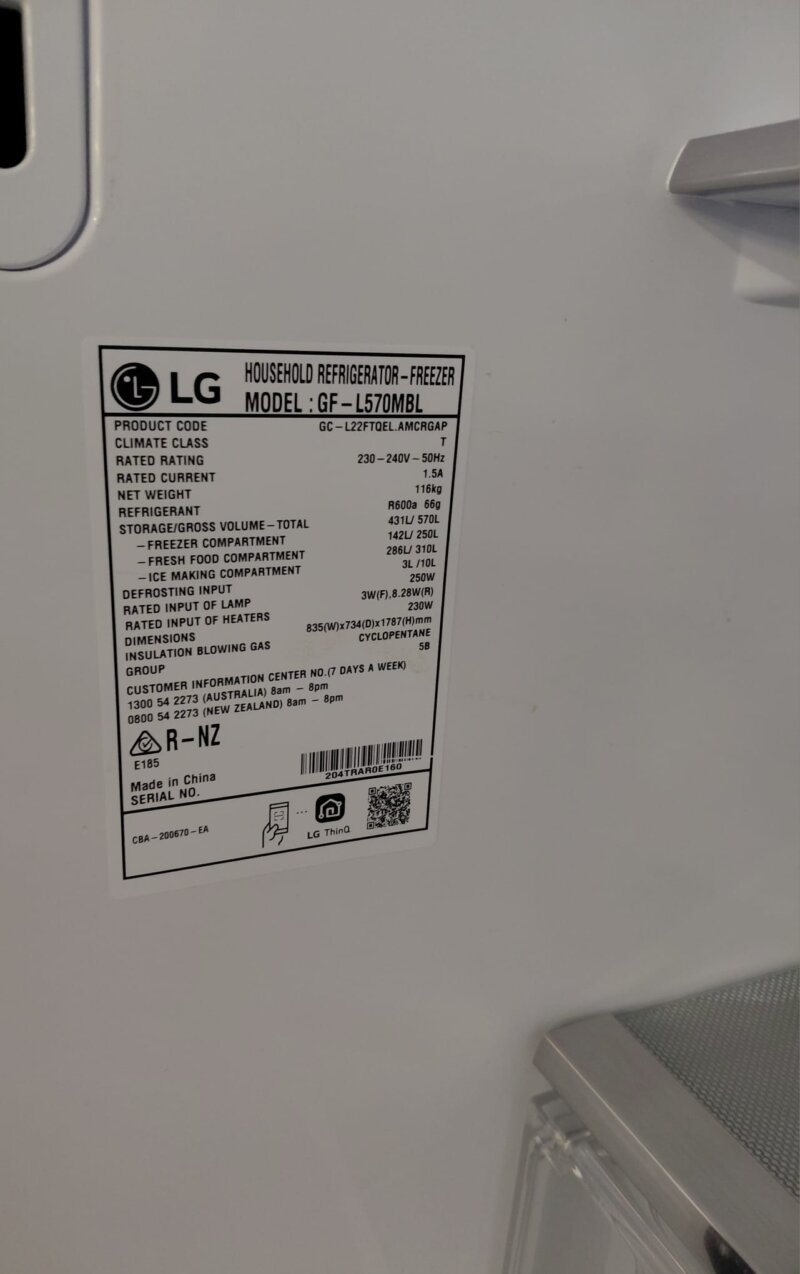 LG
HOUSEHOLD REFRIGERATOR-FREEZER
MODEL : GF-L570MBL
PRODUCT CODE GC-L22FTQEL.AMCRGAP
CLIMATE CLASS T
RATED RATING 230-240V-50Hz
RATED CURRENT 1.5A
NET WEIGHT 116kg
REFRIGERANT R600a 66g
STORAGE/GROSS VOLUME-TOTAL 431L/ 570L
-FREEZER COMPARTMENT 142L/ 250L
-FRESH FOOD COMPARTMENT 286L/ 310L
-ICE MAKING COMPARTMENT 3L /10L
DEFROSTING INPUT 250W
RATED INPUT OF LAMP 3W(F),8.28W(R)
RATED INPUT OF HEATERS 230W
DIMENSIONS 835(W)x734(D)x1787(H)mm
INSULATION BLOWING GAS CYCLOPENTANE
GROUP 5B
CUSTOMER INFORMATION CENTER NO.(7 DAYS A WEEK)
1300 54 2273 (AUSTRALIA) 8am - 8pm
0800 54 2273 (NEW ZEALAND) 8am - 8pm
R-NZ
E185
Made in China
SERIAL NO.
204TRAR0E160
CBA-200670-EA
LG ThinQ